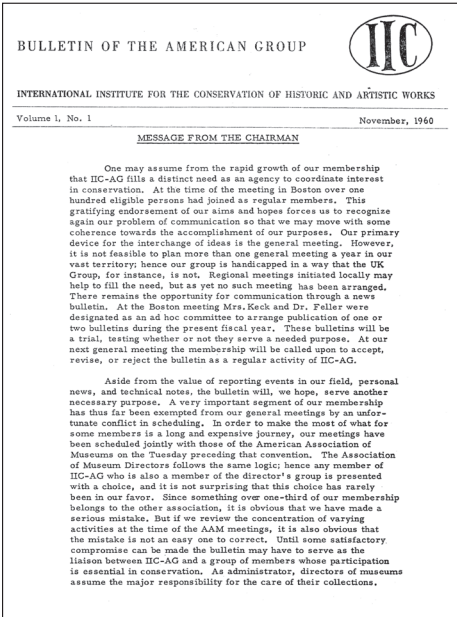 BULLETIN OF THE AMERICAN GROUP
IIC
INTERNATIONAL INSTITUTE FOR THE CONSERVATION OF HISTORIC AND ARTISTIC WORKS
Volume 1, No. 1
November, 1960
MESSAGE FROM THE CHAIRMAN
One may assume from the rapid growth of our membership
that IIC-AG fills a distinct need as an agency to coordinate interest
in conservation. At the time of the meeting in Boston over one
hundred eligible persons had joined as regular members. This
gratifying endorsement of our aims and hopes forces us to recognize
again our problem of communication so that we may move with some
coherence towards the accomplishment of our purposes. Our primary
device for the interchange of ideas is the general meeting. However,
it is not feasible to plan more than one general meeting a year in our
vast territory; hence our group is handicapped in a way that the UK
Group, for instance, is not. Regional meetings initiated locally may
help to fill the need, but as yet no such meeting has been arranged.
There remains the opportunity for communication through a news
bulletin. At the Boston meeting Mrs. Keck and Dr. Feller were
designated as an ad hoc committee to arrange publication of one or
two bulletins during the present fiscal year. These bulletins will be
a trial, testing whether or not they serve a needed purpose. At our
next general meeting the membership will be called upon to accept,
revise, or reject the bulletin as a regular activity of IIC-AG.
Aside from the value of reporting events in our field, personal
news, and technical notes, the bulletin will, we hope, serve another
necessary purpose. A very important segment of our membership
has thus far been exempted from our general meetings by an unfor-
tunate conflict in scheduling. In order to make the most of what for
some members is a long and expensive journey, our meetings have
been scheduled jointly with those of the American Association of
Museums on the Tuesday preceding that convention. The Association
of Museum Directors follows the same logic; hence any member of
IIC-AG who is also a member of the director's group is presented
with a choice, and it is not surprising that this choice has rarely
been in our favor. Since something over one-third of our membership
belongs to the other association, it is obvious that we have made a
serious mistake. But if we review the concentration of varying
activities at the time of the AAM meetings, it is also obvious that
the mistake is not an easy one to correct. Until some satisfactory
compromise can be made the bulletin may have to serve as the
liaison between IIC-AG and a group of members whose participation
is essential in conservation. As administrator, directors of museums
assume the major responsibility for the care of their collections.